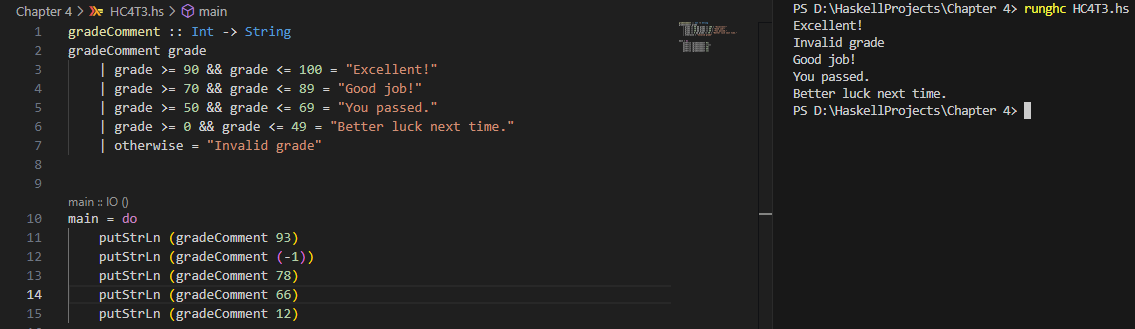 Chapter 4 > HC4T3.hs > main
1 gradeComment :: Int -> String
2 gradeComment grade
3 | grade >= 90 && grade <= 100 = "Excellent!"
4 | grade >= 70 && grade <= 89 = "Good job!"
5 | grade >= 50 && grade <= 69 = "You passed."
6 | grade >= 0 && grade <= 49 = "Better luck next time."
7 | otherwise = "Invalid grade"
8
9
main :: IO ()
10 main = do
11 putStrLn (gradeComment 93)
12 putStrLn (gradeComment (-1))
13 putStrLn (gradeComment 78)
14 putStrLn (gradeComment 66)
15 putStrLn (gradeComment 12)
PS D:\HaskellProjects\Chapter 4> runghc HC4T3.hs
Excellent!
Invalid grade
Good job!
You passed.
Better luck next time.
PS D:\HaskellProjects\Chapter 4>